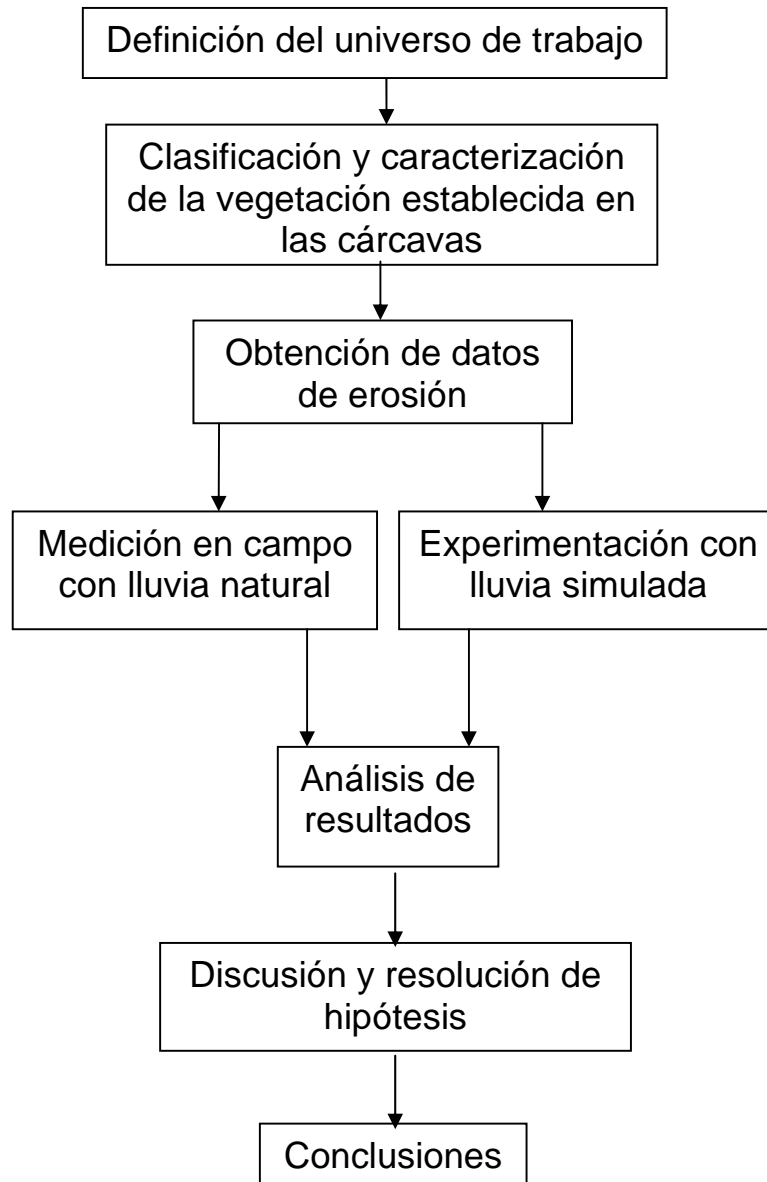 Definición del universo de trabajo
Clasificación y caracterización
de la vegetación establecida en
las cárcavas
Obtención de datos
de erosión
Medición en campo
con lluvia natural
Experimentación con
lluvia simulada
Análisis de
resultados
Discusión y resolución de
hipótesis
Conclusiones